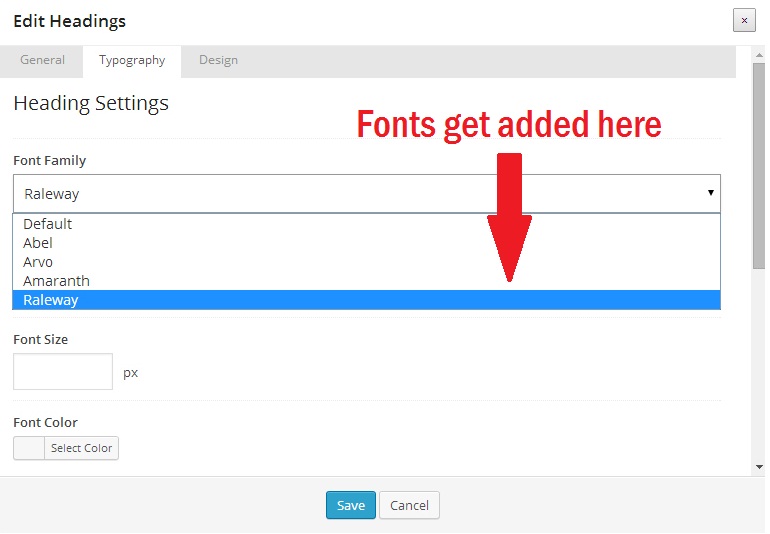 Edit Headings
×
General Typography Design
Heading Settings
Fonts get added here
Font Family
Raleway
Default
Abel
Arvo
Amaranth
Raleway
Font Size
px
Font Color
Select Color
Save Cancel